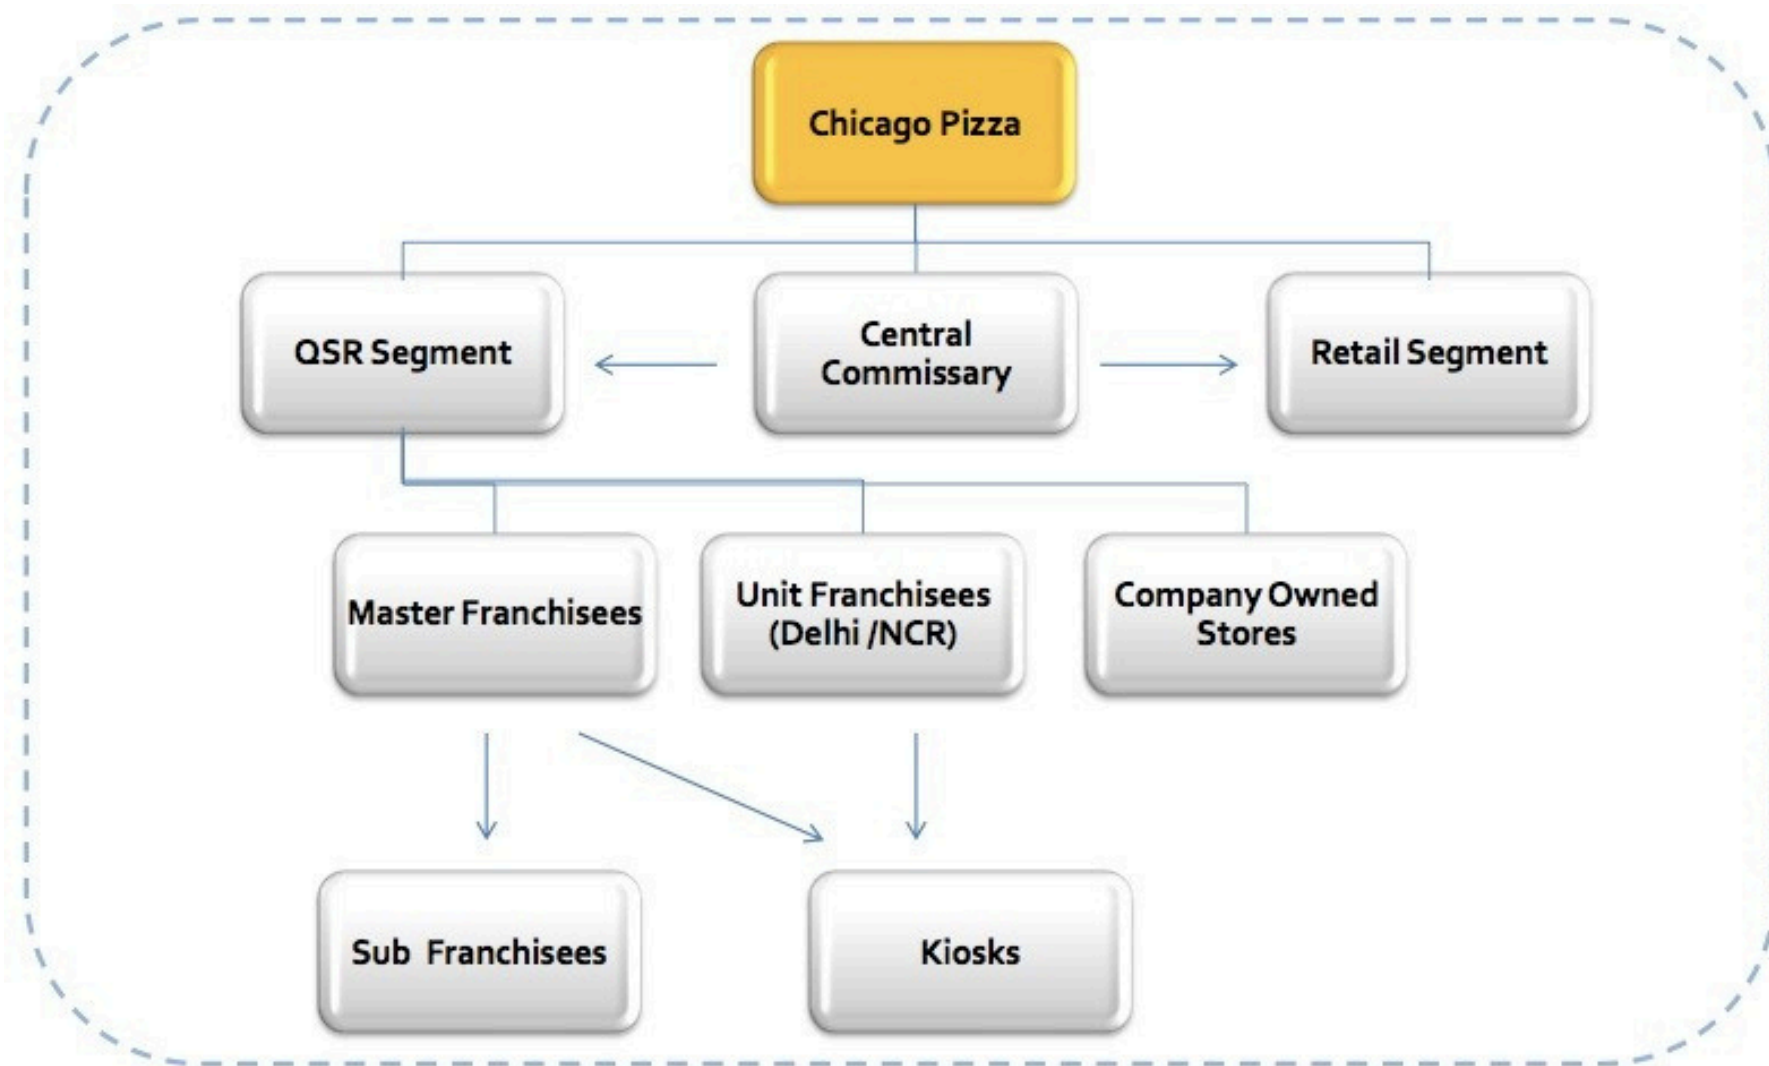 Chicago Pizza
QSR Segment
Central
Commissary
Retail Segment
Master Franchisees
Unit Franchisees
(Delhi /NCR)
Company Owned
Stores
Sub Franchisees
Kiosks